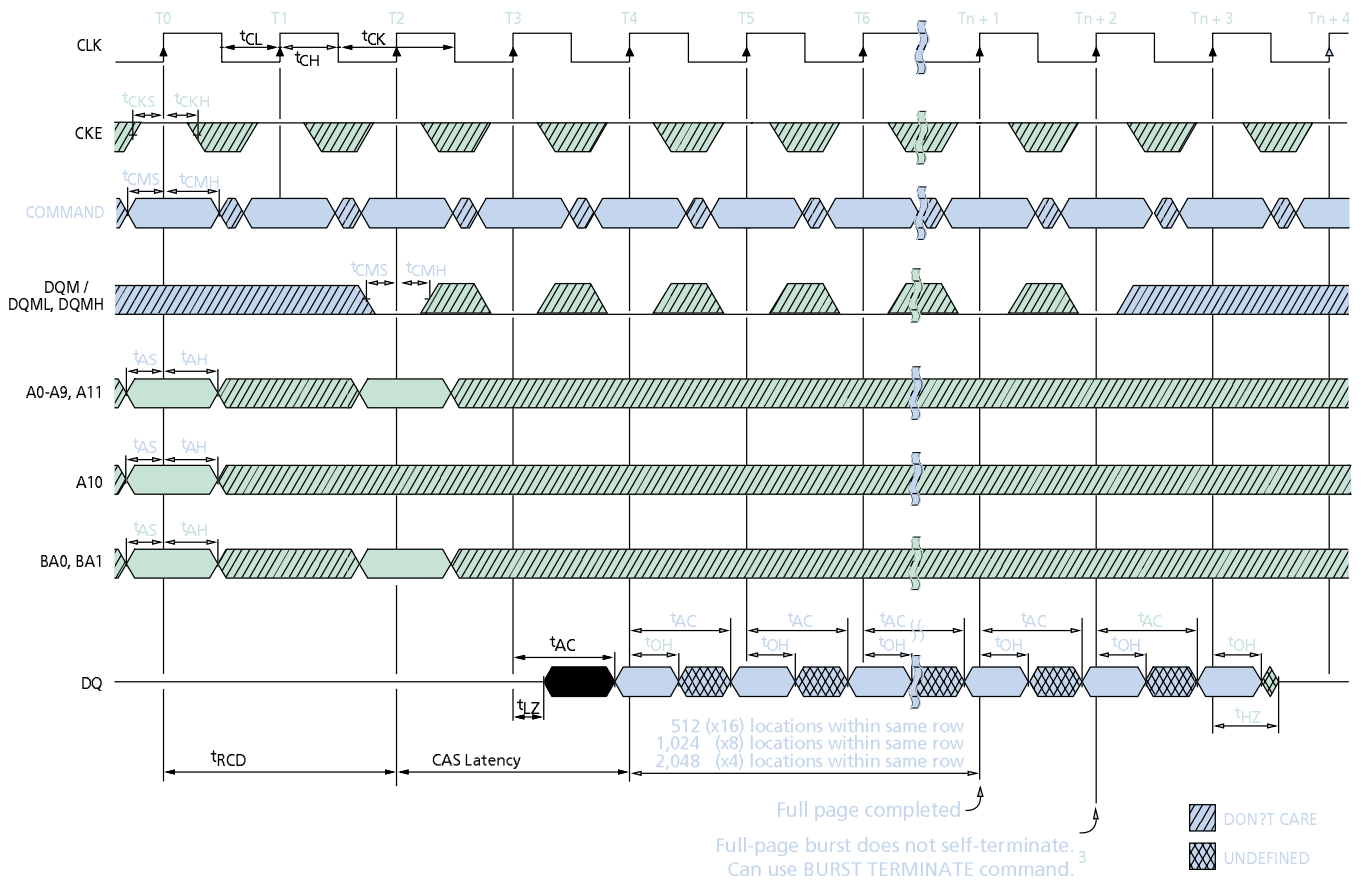 T0 T1 T2 T3 T4 T5 T6 Tn + 1 Tn + 2 Tn + 3 Tn + 4
CLK
tCL tCK
tCH
tCKS tCKH
CKE
tCMS tCMH
COMMAND
tCMS tCMH
DQM /
DQML, DQMH
tAS tAH
A0-A9, A11
tAS tAH
A10
tAS tAH
BA0, BA1
tAC tAC tAC tAC tAC
tAC tOH tOH tOH tOH tOH tOH
DQ
tLZ
tHZ
512 (x16) locations within same row
1,024 (x8) locations within same row
2,048 (x4) locations within same row
tRCD CAS Latency
Full page completed
Full-page burst does not self-terminate.
Can use BURST TERMINATE command. 3
DON?T CARE
UNDEFINED